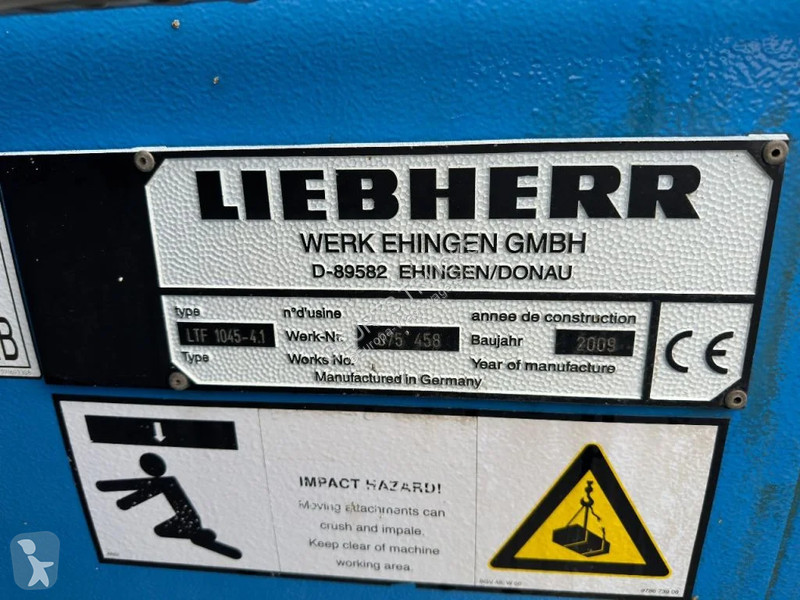 LIEBHERR
WERK EHINGEN GMBH
D-89582 EHINGEN/DONAU
type
LTF 1045-4.1
Type
n°d'usine
Werk-Nr.
458
Works No.
annee de construction
Baujahr 2009
Year of manufacture
Manufactured in Germany
CE
B
IMPACT HAZARD!
Moving attachments can
crush and impale.
Keep clear of machine
working area.